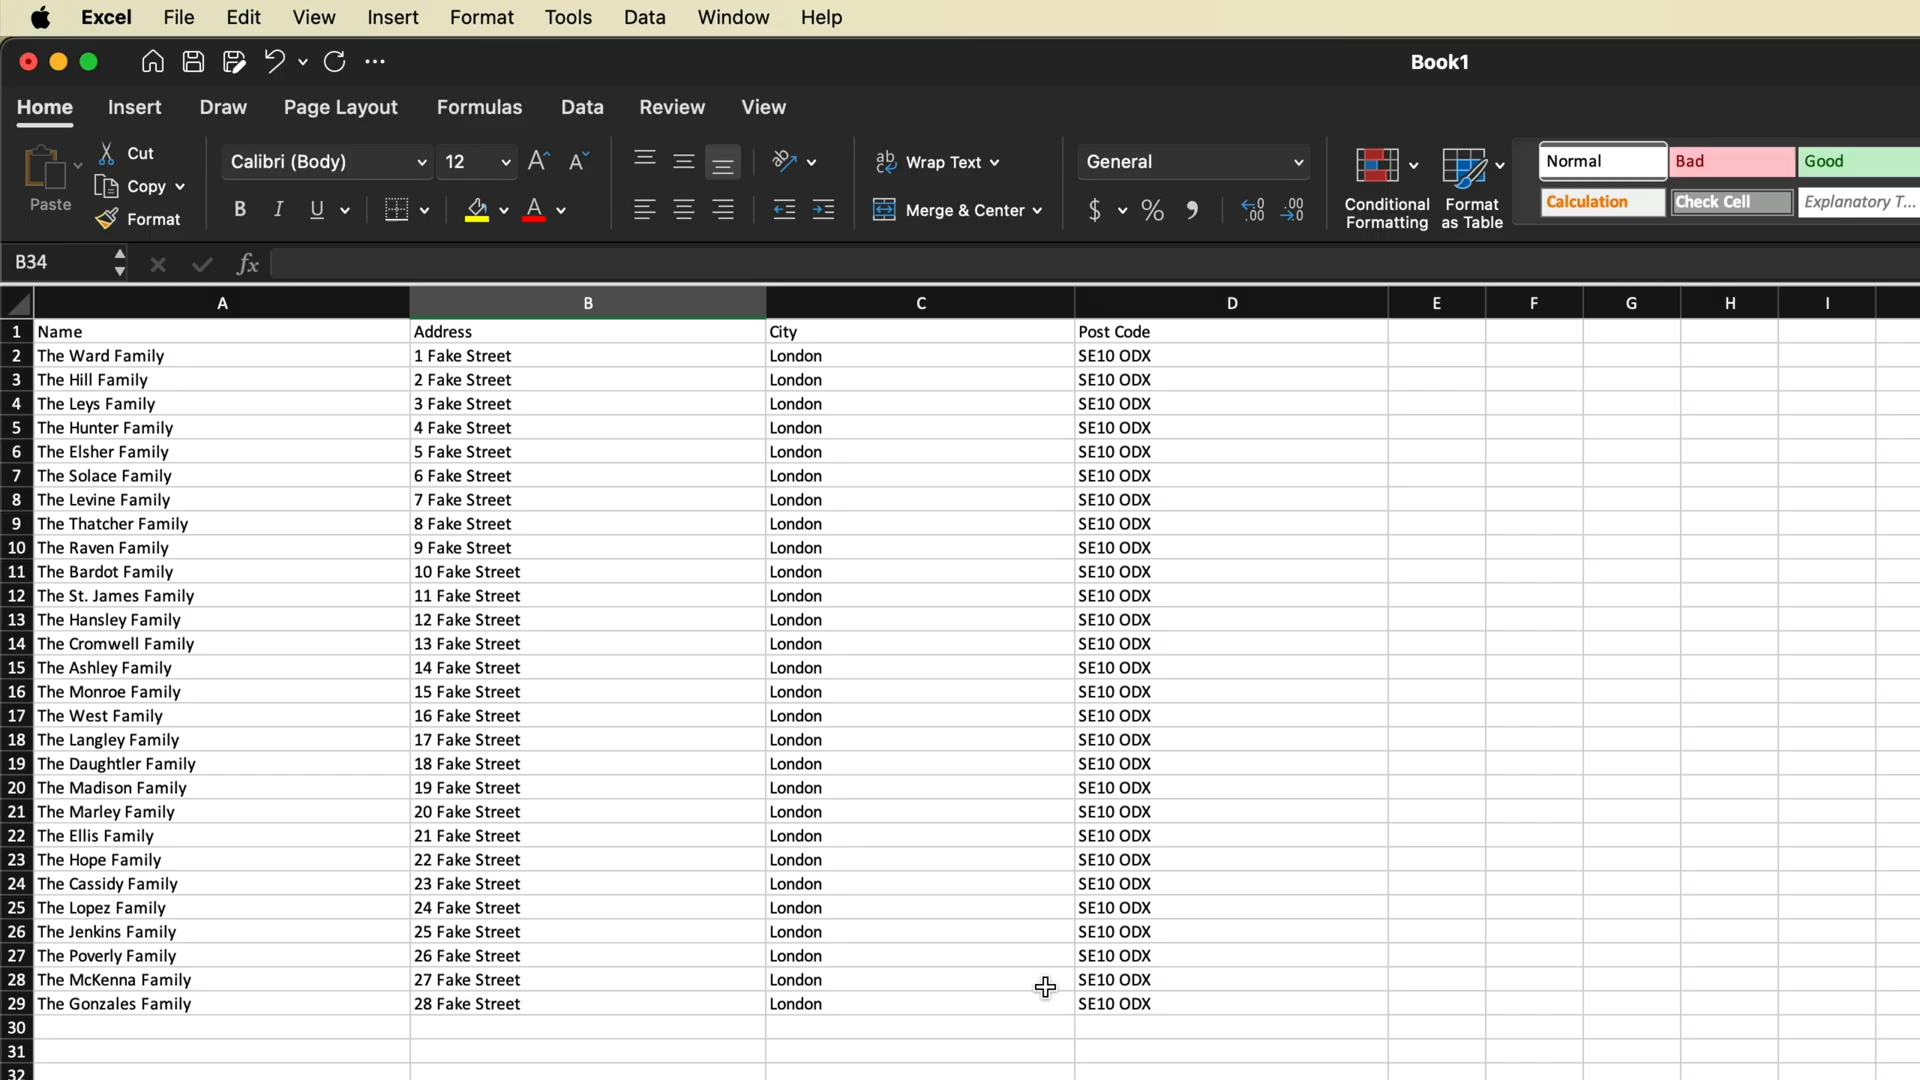 Excel File Edit View Insert Format Tools Data Window Help
Book1
Home Insert Draw Page Layout Formulas Data Review View
Paste Cut Copy Format
Calibri (Body) 12
B I U A
Wrap Text
Merge & Center
General
$ % 9 .00 .00
Conditional Formatting
Format as Table
Normal Bad Good
Calculation Check Cell Explanatory T...
B34 fx
A B C D E F G H I
1 Name Address City Post Code
2 The Ward Family 1 Fake Street London SE10 ODX
3 The Hill Family 2 Fake Street London SE10 ODX
4 The Leys Family 3 Fake Street London SE10 ODX
5 The Hunter Family 4 Fake Street London SE10 ODX
6 The Elsher Family 5 Fake Street London SE10 ODX
7 The Solace Family 6 Fake Street London SE10 ODX
8 The Levine Family 7 Fake Street London SE10 ODX
9 The Thatcher Family 8 Fake Street London SE10 ODX
10 The Raven Family 9 Fake Street London SE10 ODX
11 The Bardot Family 10 Fake Street London SE10 ODX
12 The St. James Family 11 Fake Street London SE10 ODX
13 The Hansley Family 12 Fake Street London SE10 ODX
14 The Cromwell Family 13 Fake Street London SE10 ODX
15 The Ashley Family 14 Fake Street London SE10 ODX
16 The Monroe Family 15 Fake Street London SE10 ODX
17 The West Family 16 Fake Street London SE10 ODX
18 The Langley Family 17 Fake Street London SE10 ODX
19 The Daughtler Family 18 Fake Street London SE10 ODX
20 The Madison Family 19 Fake Street London SE10 ODX
21 The Marley Family 20 Fake Street London SE10 ODX
22 The Ellis Family 21 Fake Street London SE10 ODX
23 The Hope Family 22 Fake Street London SE10 ODX
24 The Cassidy Family 23 Fake Street London SE10 ODX
25 The Lopez Family 24 Fake Street London SE10 ODX
26 The Jenkins Family 25 Fake Street London SE10 ODX
27 The Poverly Family 26 Fake Street London SE10 ODX
28 The McKenna Family 27 Fake Street London SE10 ODX
29 The Gonzales Family 28 Fake Street London SE10 ODX
30
31
32